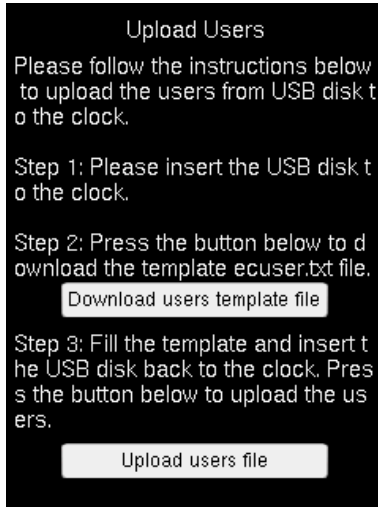 Upload Users
Please follow the instructions below
to upload the users from USB disk t
o the clock.
Step 1: Please insert the USB disk t
o the clock.
Step 2: Press the button below to d
ownload the template ecuser.txt file.
Download users template file
Step 3: Fill the template and insert t
he USB disk back to the clock. Pres
s the button below to upload the us
ers.
Upload users file